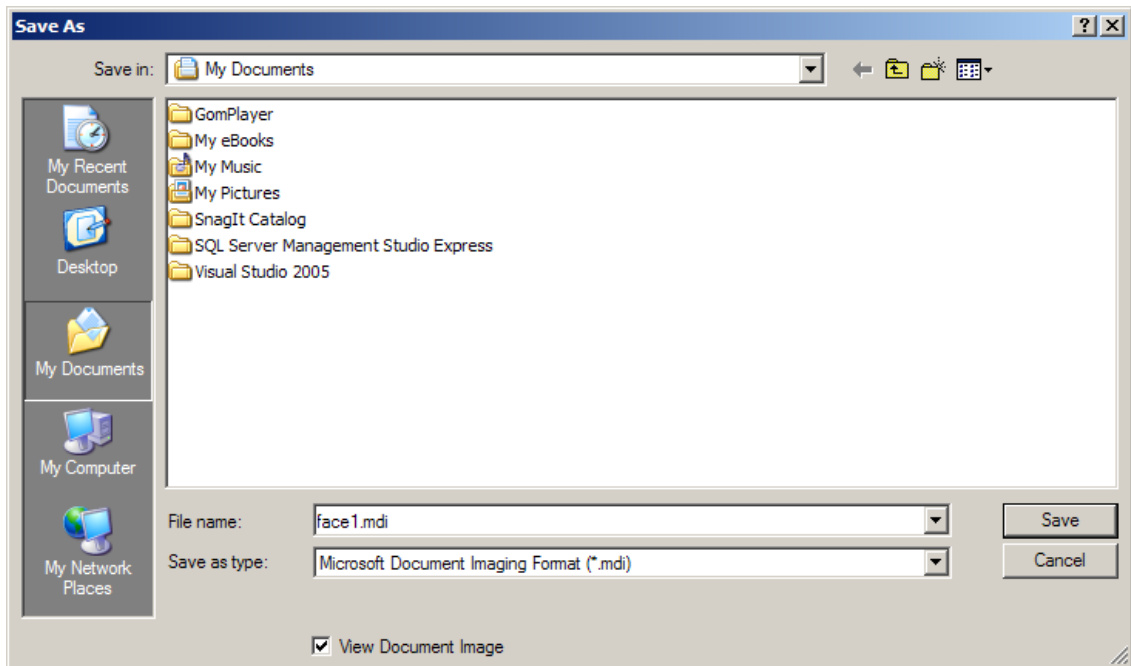 Save As
Save in:
My Documents
My Recent
Documents
Desktop
My Documents
My Computer
My Network
Places
GomPlayer
My eBooks
My Music
My Pictures
SnagIt Catalog
SQL Server Management Studio Express
Visual Studio 2005
File name:
face1.mdi
Save
Save as type:
Microsoft Document Imaging Format (*.mdi)
Cancel
View Document Image